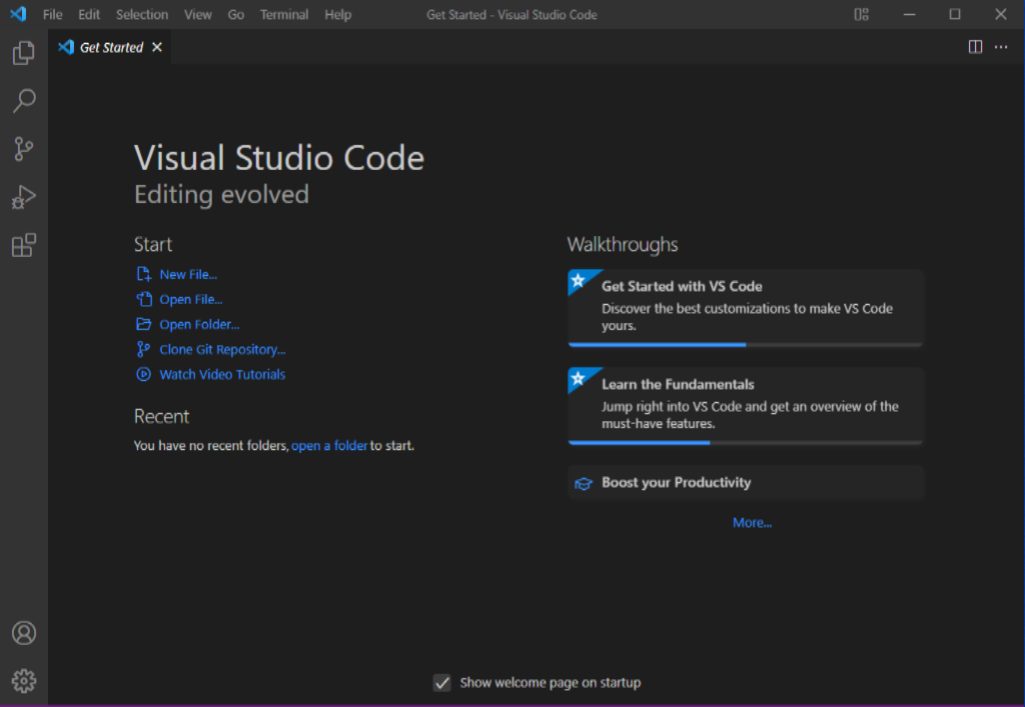 File Edit Selection View Go Terminal Help Get Started - Visual Studio Code
Get Started
Visual Studio Code
Editing evolved
Start
New File...
Open File...
Open Folder...
Clone Git Repository...
Watch Video Tutorials
Recent
You have no recent folders, open a folder to start.
Walkthroughs
Get Started with VS Code
Discover the best customizations to make VS Code
yours.
Learn the Fundamentals
Jump right into VS Code and get an overview of the
must-have features.
Boost your Productivity
More...
Show welcome page on startup